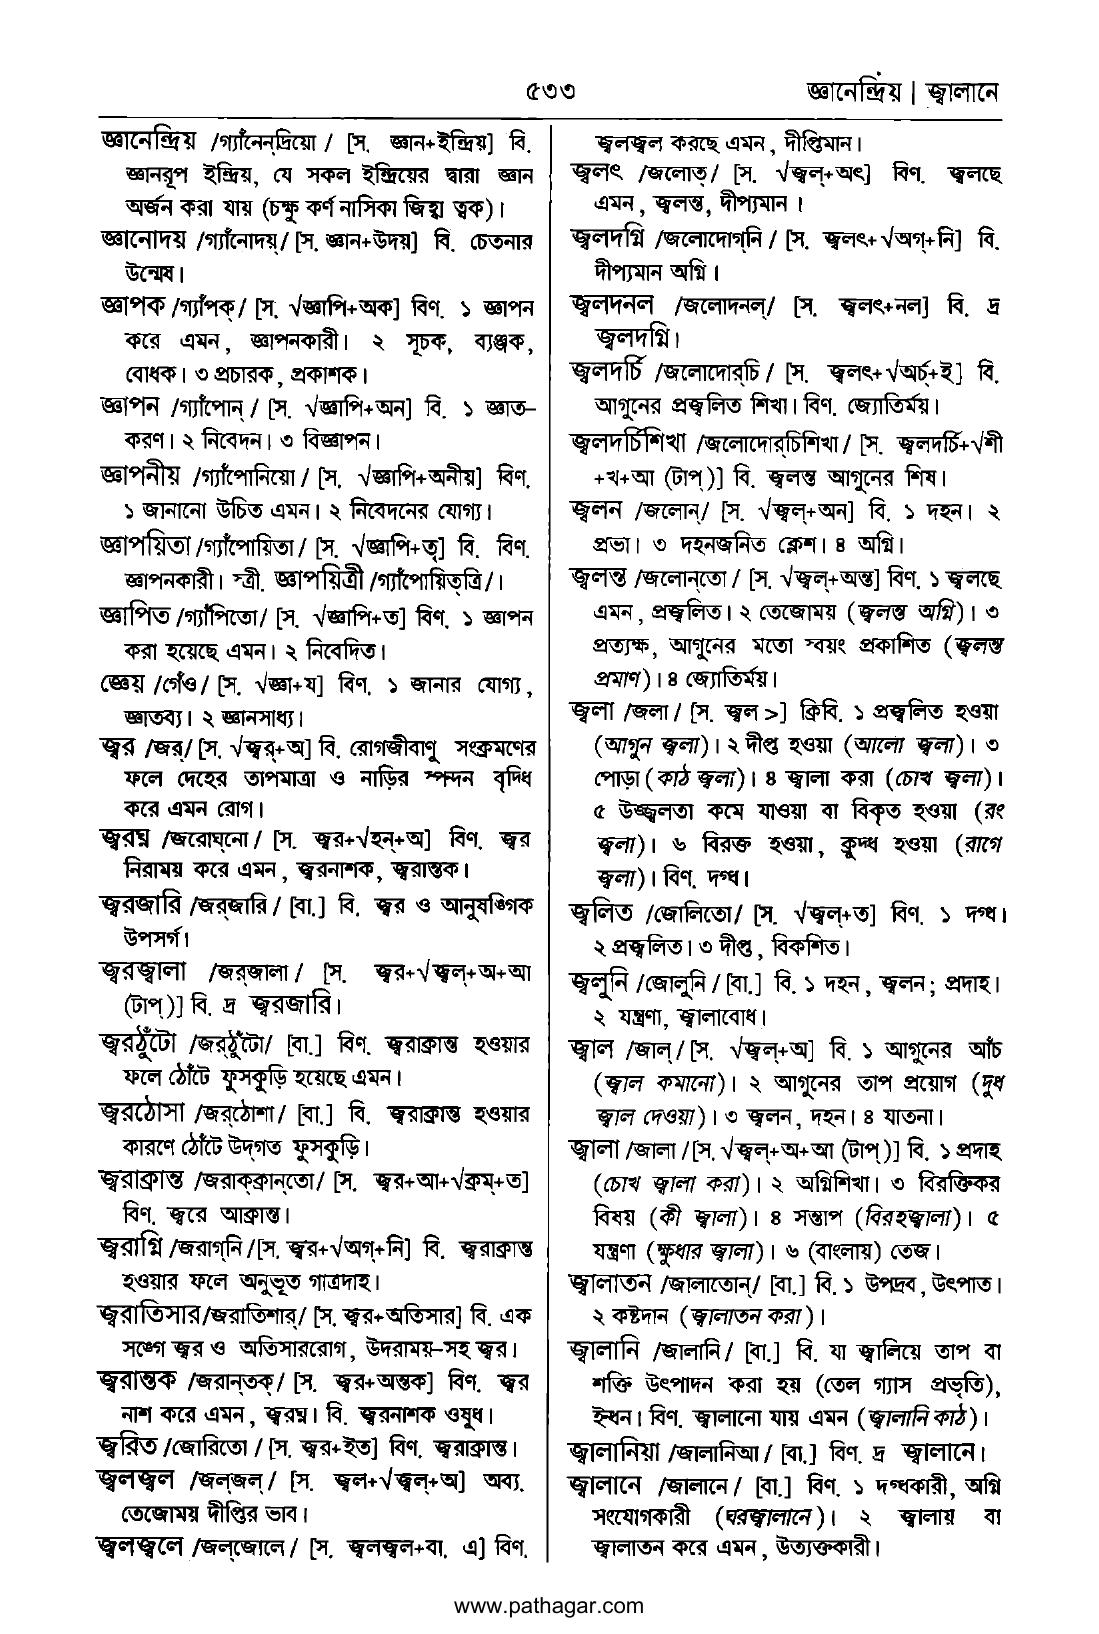 ৫৩৩
জ্ঞানেন্দ্রিয় | জ্বালানে
জ্ঞানেন্দ্রিয় /গ্যাঁনেন্‌দ্রিয়ো/ [স. জ্ঞান+ইন্দ্রিয়] বি.
জ্ঞানরূপ ইন্দ্রিয়, যে সকল ইন্দ্রিয়ের দ্বারা জ্ঞান
অর্জন করা যায় (চক্ষু কর্ণ নাসিকা জিহ্বা ত্বক)।
জ্ঞানোদয় /গ্যাঁনোদয়্/ [স. জ্ঞান+উদয়] বি. চেতনার
উন্মেষ।
জ্ঞাপক /গ্যাঁপক্/ [স. √জ্ঞাপি+অক] বিণ. ১ জ্ঞাপন
করে এমন, জ্ঞাপনকারী। ২ সূচক, ব্যঞ্জক,
বোধক। ৩ প্রচারক, প্রকাশক।
জ্ঞাপন /গ্যাঁপোন্/ [স. √জ্ঞাপি+অন] বি. ১ জ্ঞাত–
করণ। ২ নিবেদন। ৩ বিজ্ঞাপন।
জ্ঞাপনীয় /গ্যাঁপোনিয়ো/ [স. √জ্ঞাপি+অনীয়] বিণ.
১ জানানো উচিত এমন। ২ নিবেদনের যোগ্য।
জ্ঞাপয়িতা /গ্যাঁপোয়িতা/ [স. √জ্ঞাপি+তৃ] বি. বিণ.
জ্ঞাপনকারী। স্ত্রী. জ্ঞাপয়িত্রী /গ্যাঁপোয়িত্‌ত্রি/।
জ্ঞাপিত /গ্যাঁপিতো/ [স. √জ্ঞাপি+ত] বিণ. ১ জ্ঞাপন
করা হয়েছে এমন। ২ নিবেদিত।
জ্ঞেয় /গেঁও/ [স. √জ্ঞা+য] বিণ. ১ জানার যোগ্য,
জ্ঞাতব্য। ২ জ্ঞানসাধ্য।
জ্বর /জর্/ [স. √জ্বর্+অ] বি. রোগজীবাণু সংক্রমণের
ফলে দেহের তাপমাত্রা ও নাড়ির স্পন্দন বৃদ্ধি
করে এমন রোগ।
জ্বরঘ্ন /জরোঘ্‌নো/ [স. জ্বর+√হন্+অ] বিণ. জ্বর
নিরাময় করে এমন, জ্বরনাশক, জ্বরান্তক।
জ্বরজারি /জর্‌জারি/ [বা.] বি. জ্বর ও আনুষঙ্গিক
উপসর্গ।
জ্বরজ্বালা /জর্‌জালা/ [স. জ্বর+√জ্বল্+অ+আ
(টাপ্)] বি. দ্র জ্বরজারি।
জ্বরঠুঁটো /জর্‌ঠুঁটো/ [বা.] বিণ. জ্বরাক্রান্ত হওয়ার
ফলে ঠোঁটে ফুসকুড়ি হয়েছে এমন।
জ্বরঠোসা /জর্‌ঠোশা/ [বা.] বি. জ্বরাক্রান্ত হওয়ার
কারণে ঠোঁটে উদ্‌গত ফুসকুড়ি।
জ্বরাক্রান্ত /জরাক্‌ক্রান্‌তো/ [স. জ্বর+আ+√ক্রম্+ত]
বিণ. জ্বরে আক্রান্ত।
জ্বরাগ্নি /জরাগ্‌নি/ [স. জ্বর+√অগ্+নি] বি. জ্বরাক্রান্ত
হওয়ার ফলে অনুভূত গাত্রদাহ।
জ্বরাতিসার /জরাতিশার্/ [স. জ্বর+অতিসার] বি. এক
সঙ্গে জ্বর ও অতিসাররোগ, উদরাময়–সহ জ্বর।
জ্বরান্তক /জরান্‌তক্/ [স. জ্বর+অন্তক] বিণ. জ্বর
নাশ করে এমন, জ্বরঘ্ন। বি. জ্বরনাশক ওষুধ।
জ্বরিত /জোরিতো/ [স. জ্বর+ইত] বিণ. জ্বরাক্রান্ত।
জ্বলজ্বল /জল্‌জল্/ [স. জ্বল+√জ্বল্+অ] অব্য.
তেজোময় দীপ্তির ভাব।
জ্বলজ্বলে /জল্‌জোলে/ [স. জ্বলজ্বল+বা. এ] বিণ.
জ্বলজ্বল করছে এমন, দীপ্তিমান।
জ্বলৎ /জলোত্/ [স. √জ্বল্+অৎ] বিণ. জ্বলছে
এমন, জ্বলন্ত, দীপ্যমান।
জ্বলদগ্নি /জলোদোগ্‌নি/ [স. জ্বলৎ+√অগ্+নি] বি.
দীপ্যমান অগ্নি।
জ্বলদনল /জলোদনল্/ [স. জ্বলৎ+নল] বি. দ্র
জ্বলদগ্নি।
জ্বলদর্চি /জলোদোর্‌চি/ [স. জ্বলৎ+√অর্চ্+ই] বি.
আগুনের প্রজ্বলিত শিখা। বিণ. জ্যোতির্ময়।
জ্বলদর্চিশিখা /জলোদোর্‌চিশিখা/ [স. জ্বলদর্চি+√শী
+খ+আ (টাপ্)] বি. জ্বলন্ত আগুনের শিষ।
জ্বলন /জলোন্/ [স. √জ্বল্+অন] বি. ১ দহন। ২
প্রভা। ৩ দহনজনিত ক্লেশ। ৪ অগ্নি।
জ্বলন্ত /জলোন্‌তো/ [স. √জ্বল্+অন্ত] বিণ. ১ জ্বলছে
এমন, প্রজ্বলিত। ২ তেজোময় (জ্বলন্ত অগ্নি)। ৩
প্রত্যক্ষ, আগুনের মতো স্বয়ং প্রকাশিত (জ্বলন্ত
প্রমাণ)। ৪ জ্যোতির্ময়।
জ্বলা /জলা/ [স. জ্বল >] ক্রিবি. ১ প্রজ্বলিত হওয়া
(আগুন জ্বলা)। ২ দীপ্ত হওয়া (আলো জ্বলা)। ৩
পোড়া (কাঠ জ্বলা)। ৪ জ্বালা করা (চোখ জ্বলা)।
৫ উজ্জ্বলতা কমে যাওয়া বা বিকৃত হওয়া (রং
জ্বলা)। ৬ বিরক্ত হওয়া, ক্রুদ্ধ হওয়া (রাগে
জ্বলা)। বিণ. দগ্ধ।
জ্বলিত /জোলিতো/ [স. √জ্বল্+ত] বিণ. ১ দগ্ধ।
২ প্রজ্বলিত। ৩ দীপ্ত, বিকশিত।
জ্বলুনি /জোলুনি/ [বা.] বি. ১ দহন, জ্বলন; প্রদাহ।
২ যন্ত্রণা, জ্বালাবোধ।
জ্বাল /জাল্/ [স. √জ্বল্+অ] বি. ১ আগুনের আঁচ
(জ্বাল কমানো)। ২ আগুনের তাপ প্রয়োগ (দুধ
জ্বাল দেওয়া)। ৩ জ্বলন, দহন। ৪ যাতনা।
জ্বালা /জালা/ [স. √জ্বল্+অ+আ (টাপ্)] বি. ১ প্রদাহ
(চোখ জ্বালা করা)। ২ অগ্নিশিখা। ৩ বিরক্তিকর
বিষয় (কী জ্বালা)। ৪ সন্তাপ (বিরহজ্বালা)। ৫
যন্ত্রণা (ক্ষুধার জ্বালা)। ৬ (বাংলায়) তেজ।
জ্বালাতন /জালাতোন্/ [বা.] বি. ১ উপদ্রব, উৎপাত।
২ কষ্টদান (জ্বালাতন করা)।
জ্বালানি /জালানি/ [বা.] বি. যা জ্বালিয়ে তাপ বা
শক্তি উৎপাদন করা হয় (তেল গ্যাস প্রভৃতি),
ইন্ধন। বিণ. জ্বালানো যায় এমন (জ্বালানি কাঠ)।
জ্বালানিয়া /জালানিআ/ [বা.] বিণ. দ্র জ্বালানে।
জ্বালানে /জালানে/ [বা.] বিণ. ১ দগ্ধকারী, অগ্নি
সংযোগকারী (ঘরজ্বালানে)। ২ জ্বালায় বা
জ্বালাতন করে এমন, উত্যক্তকারী।
www.pathagar.com